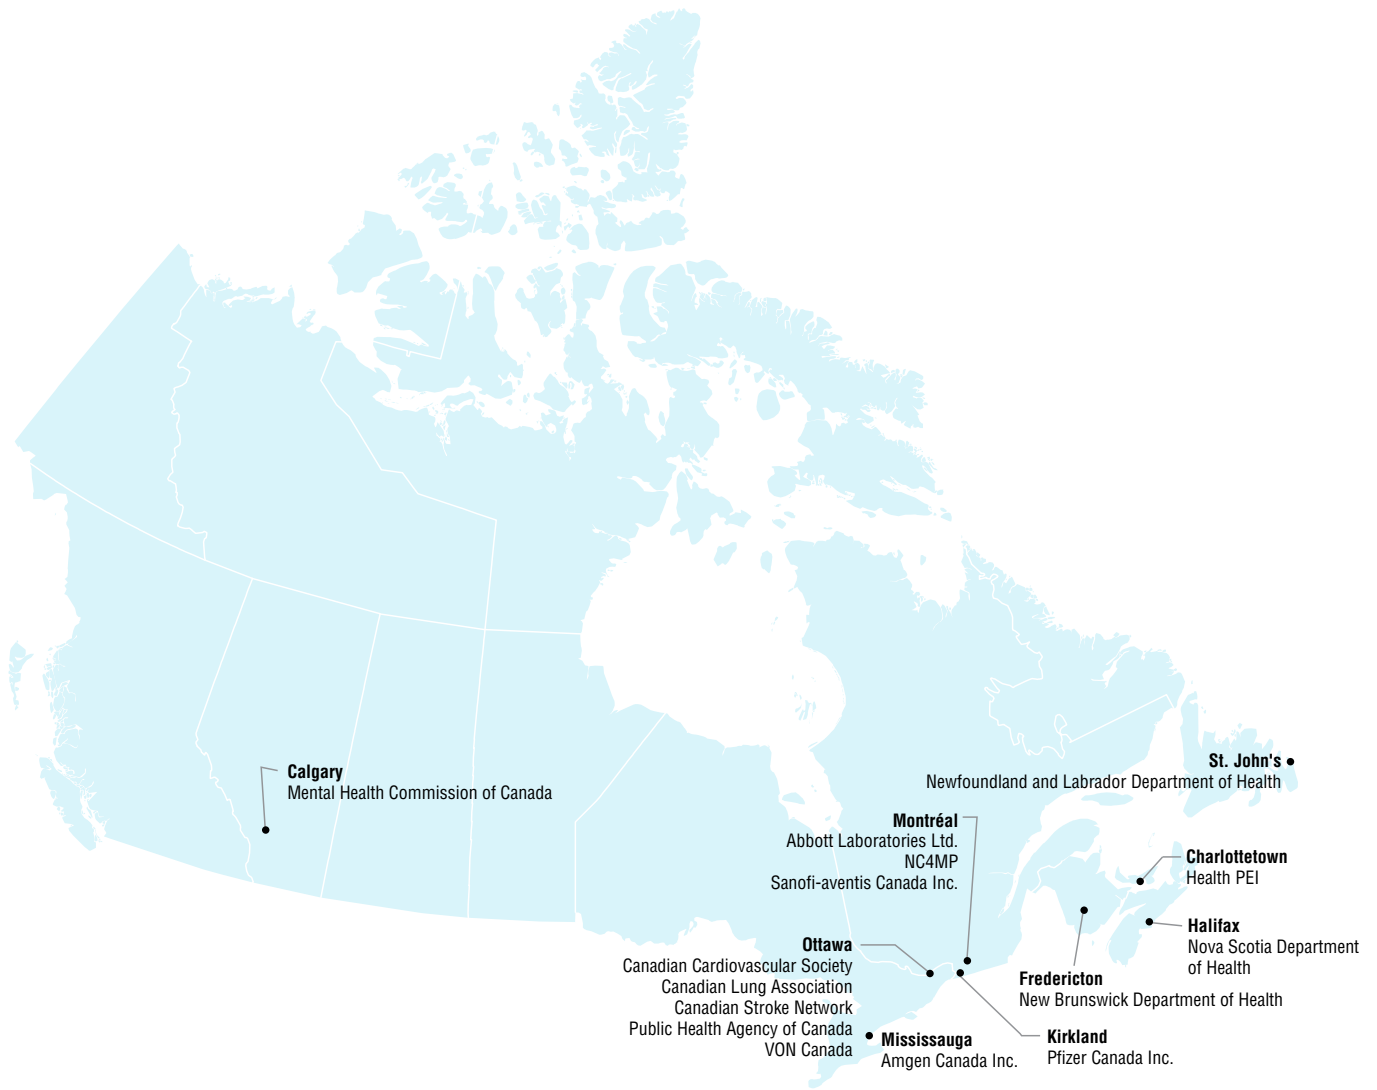 St. John's
Newfoundland and Labrador Department of Health
Calgary
Mental Health Commission of Canada
Montréal
Abbott Laboratories Ltd.
NC4MP
Sanofi-aventis Canada Inc.
Charlottetown
Health PEI
Halifax
Nova Scotia Department
of Health
Ottawa
Canadian Cardiovascular Society
Canadian Lung Association
Canadian Stroke Network
Public Health Agency of Canada
VON Canada
Fredericton
New Brunswick Department of Health
Mississauga
Amgen Canada Inc.
Kirkland
Pfizer Canada Inc.